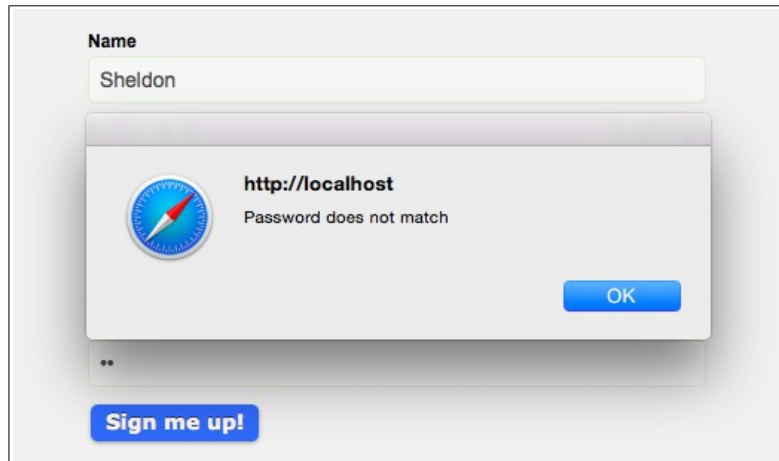 Name
Sheldon
http://localhost
Password does not match
OK
••
Sign me up!